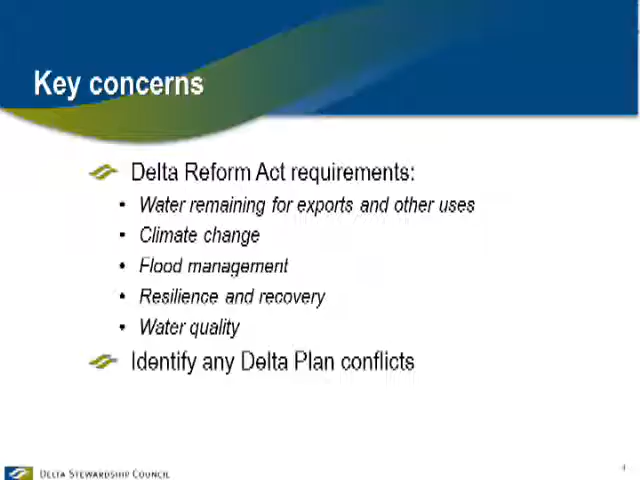 Key concerns
Delta Reform Act requirements:
• Water remaining for exports and other uses
• Climate change
• Flood management
• Resilience and recovery
• Water quality
Identify any Delta Plan conflicts
DELTA STEWARDSHIP COUNCIL
4